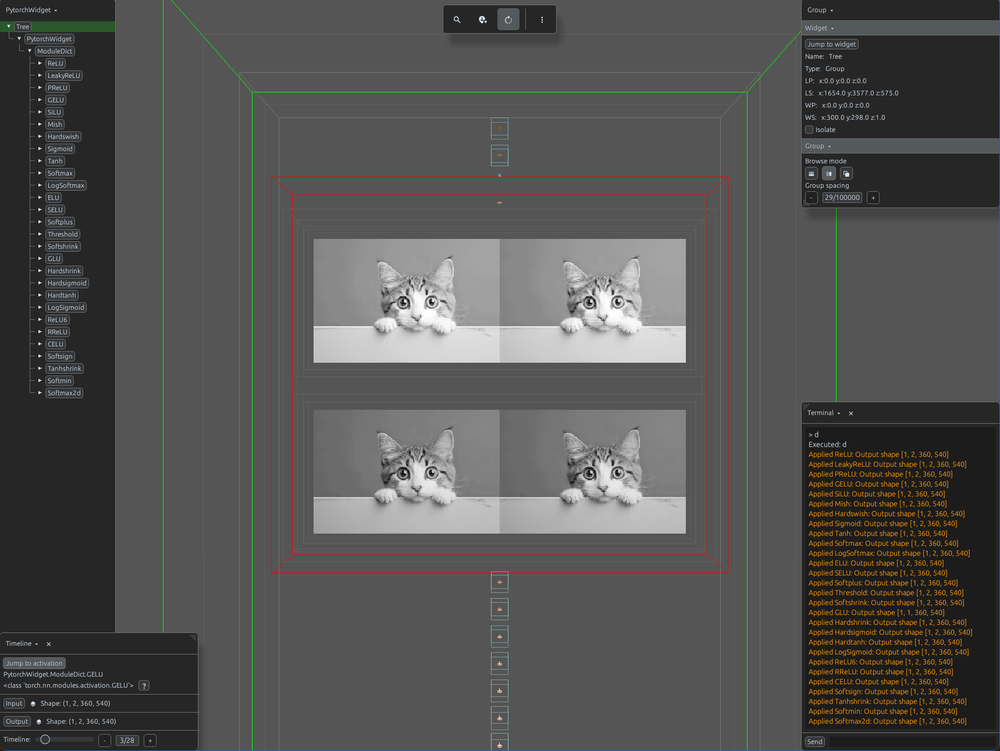 PytorchWidget
Tree
PytorchWidget
ModuleDict
ReLU
LeakyReLU
PReLU
GELU
SiLU
Mish
Hardswish
Sigmoid
Tanh
Softmax
LogSoftmax
ELU
SELU
Softplus
Threshold
Softshrink
GLU
Hardshrink
Hardsigmoid
Hardtanh
LogSigmoid
ReLU6
RReLU
CELU
Softsign
Tanhshrink
Softmin
Softmax2d
Timeline
Jump to activation
PytorchWidget.ModuleDict.GELU
<class 'torch.nn.modules.activation.GELU'> ?
Input Shape: (1, 2, 360, 540)
Output Shape: (1, 2, 360, 540)
Timeline: - 3/28 +
Group
Widget
Jump to widget
Name: Tree
Type: Group
LP: x:0.0 y:0.0 z:0.0
LS: x:1654.0 y:3577.0 z:575.0
WP: x:0.0 y:0.0 z:0.0
WS: x:300.0 y:298.0 z:1.0
Isolate
Group
Browse mode
Group spacing
- 29/100000 +
Terminal
> d
Executed: d
Applied ReLU: Output shape [1, 2, 360, 540]
Applied LeakyReLU: Output shape [1, 2, 360, 540]
Applied PReLU: Output shape [1, 2, 360, 540]
Applied GELU: Output shape [1, 2, 360, 540]
Applied SiLU: Output shape [1, 2, 360, 540]
Applied Mish: Output shape [1, 2, 360, 540]
Applied Hardswish: Output shape [1, 2, 360, 540]
Applied Sigmoid: Output shape [1, 2, 360, 540]
Applied Tanh: Output shape [1, 2, 360, 540]
Applied Softmax: Output shape [1, 2, 360, 540]
Applied LogSoftmax: Output shape [1, 2, 360, 540]
Applied ELU: Output shape [1, 2, 360, 540]
Applied SELU: Output shape [1, 2, 360, 540]
Applied Softplus: Output shape [1, 2, 360, 540]
Applied Threshold: Output shape [1, 2, 360, 540]
Applied Softshrink: Output shape [1, 2, 360, 540]
Applied GLU: Output shape [1, 1, 360, 540]
Applied Hardshrink: Output shape [1, 2, 360, 540]
Applied Hardsigmoid: Output shape [1, 2, 360, 540]
Applied Hardtanh: Output shape [1, 2, 360, 540]
Applied LogSigmoid: Output shape [1, 2, 360, 540]
Applied ReLU6: Output shape [1, 2, 360, 540]
Applied RReLU: Output shape [1, 2, 360, 540]
Applied CELU: Output shape [1, 2, 360, 540]
Applied Softsign: Output shape [1, 2, 360, 540]
Applied Tanhshrink: Output shape [1, 2, 360, 540]
Applied Softmin: Output shape [1, 2, 360, 540]
Applied Softmax2d: Output shape [1, 2, 360, 540]
Send